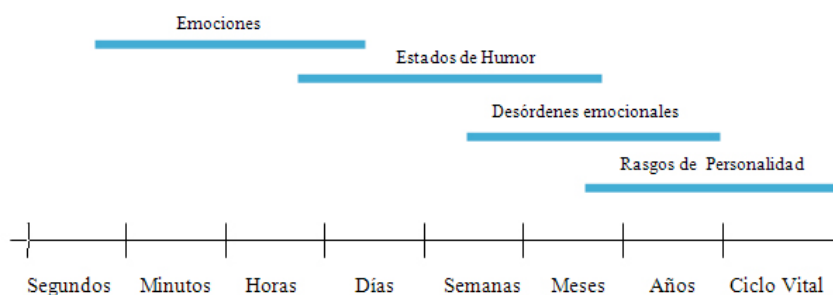 Emociones
Estados de Humor
Desórdenes emocionales
Rasgos de Personalidad
Segundos Minutos Horas Días Semanas Meses Años Ciclo Vital